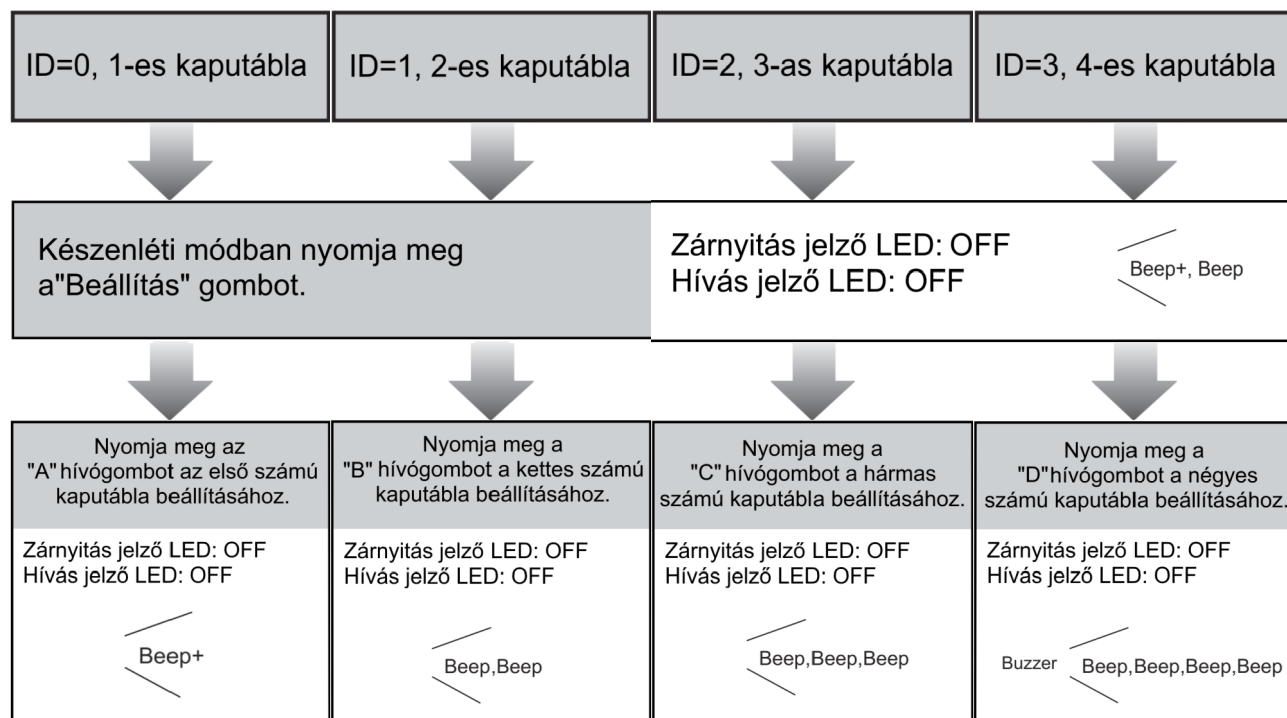 ID=0, 1-es kaputábla
ID=1, 2-es kaputábla
ID=2, 3-as kaputábla
ID=3, 4-es kaputábla
Készenléti módban nyomja meg
a"Beállítás" gombot.
Zárnyitás jelző LED: OFF
Hívás jelző LED: OFF
Beep+, Beep
Nyomja meg az
"A" hívógombot az első számú
kaputábla beállításához.
Zárnyitás jelző LED: OFF
Hívás jelző LED: OFF
Beep+
Nyomja meg a
"B" hívógombot a kettes számú
kaputábla beállításához.
Zárnyitás jelző LED: OFF
Hívás jelző LED: OFF
Beep,Beep
Nyomja meg a
"C" hívógombot a hármas
számú kaputábla beállításához.
Zárnyitás jelző LED: OFF
Hívás jelző LED: OFF
Beep,Beep,Beep
Nyomja meg a
"D" hívógombot a négyes
számú kaputábla beállításához.
Zárnyitás jelző LED: OFF
Hívás jelző LED: OFF
Buzzer Beep,Beep,Beep,Beep